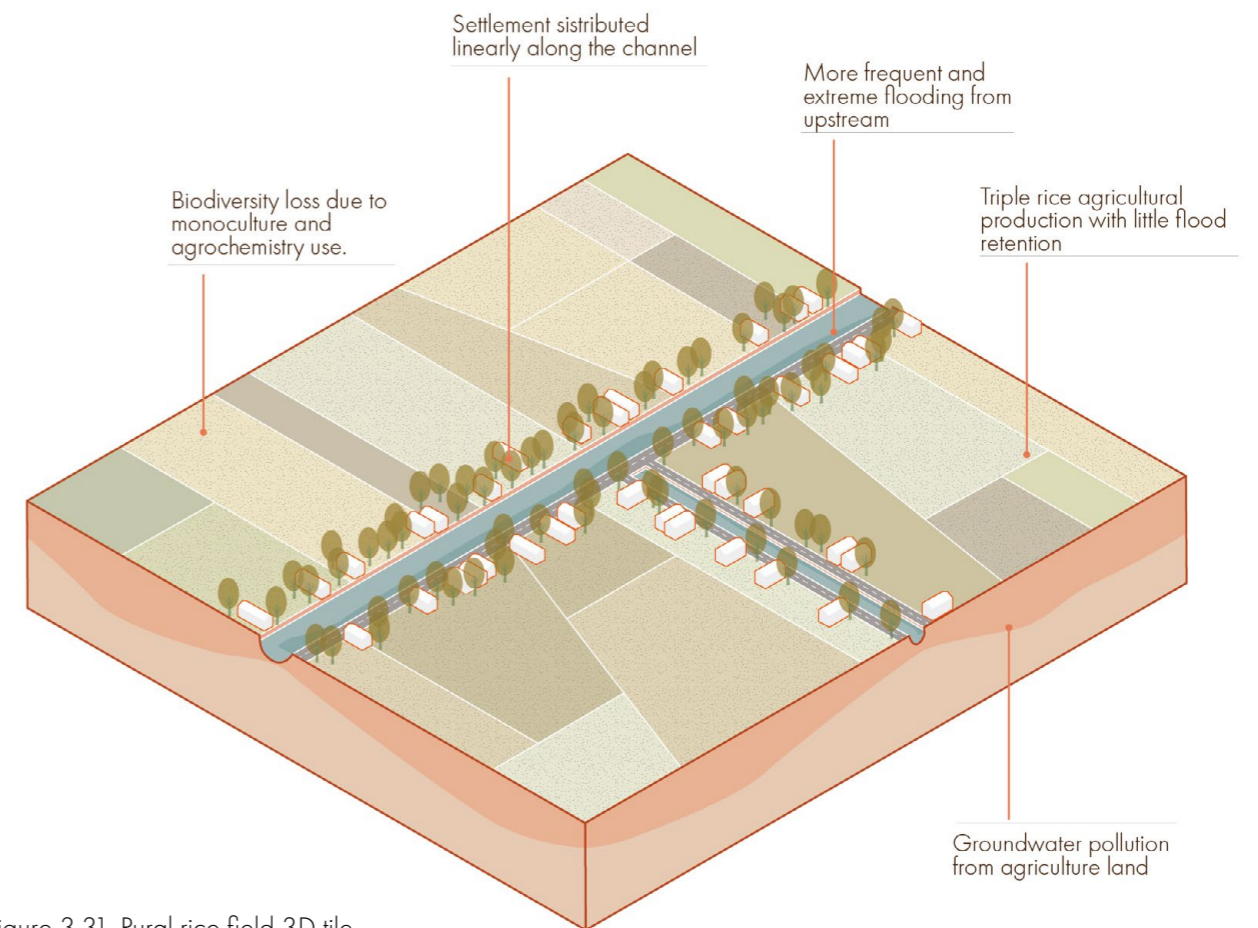 Settlement sistributed
linearly along the channel
More frequent and
extreme flooding from
upstream
Biodiversity loss due to
monoculture and
agrochemistry use.
Triple rice agricultural
production with little flood
retention
Groundwater pollution
from agriculture land
igure 3.31. Rural rice field 3D tile